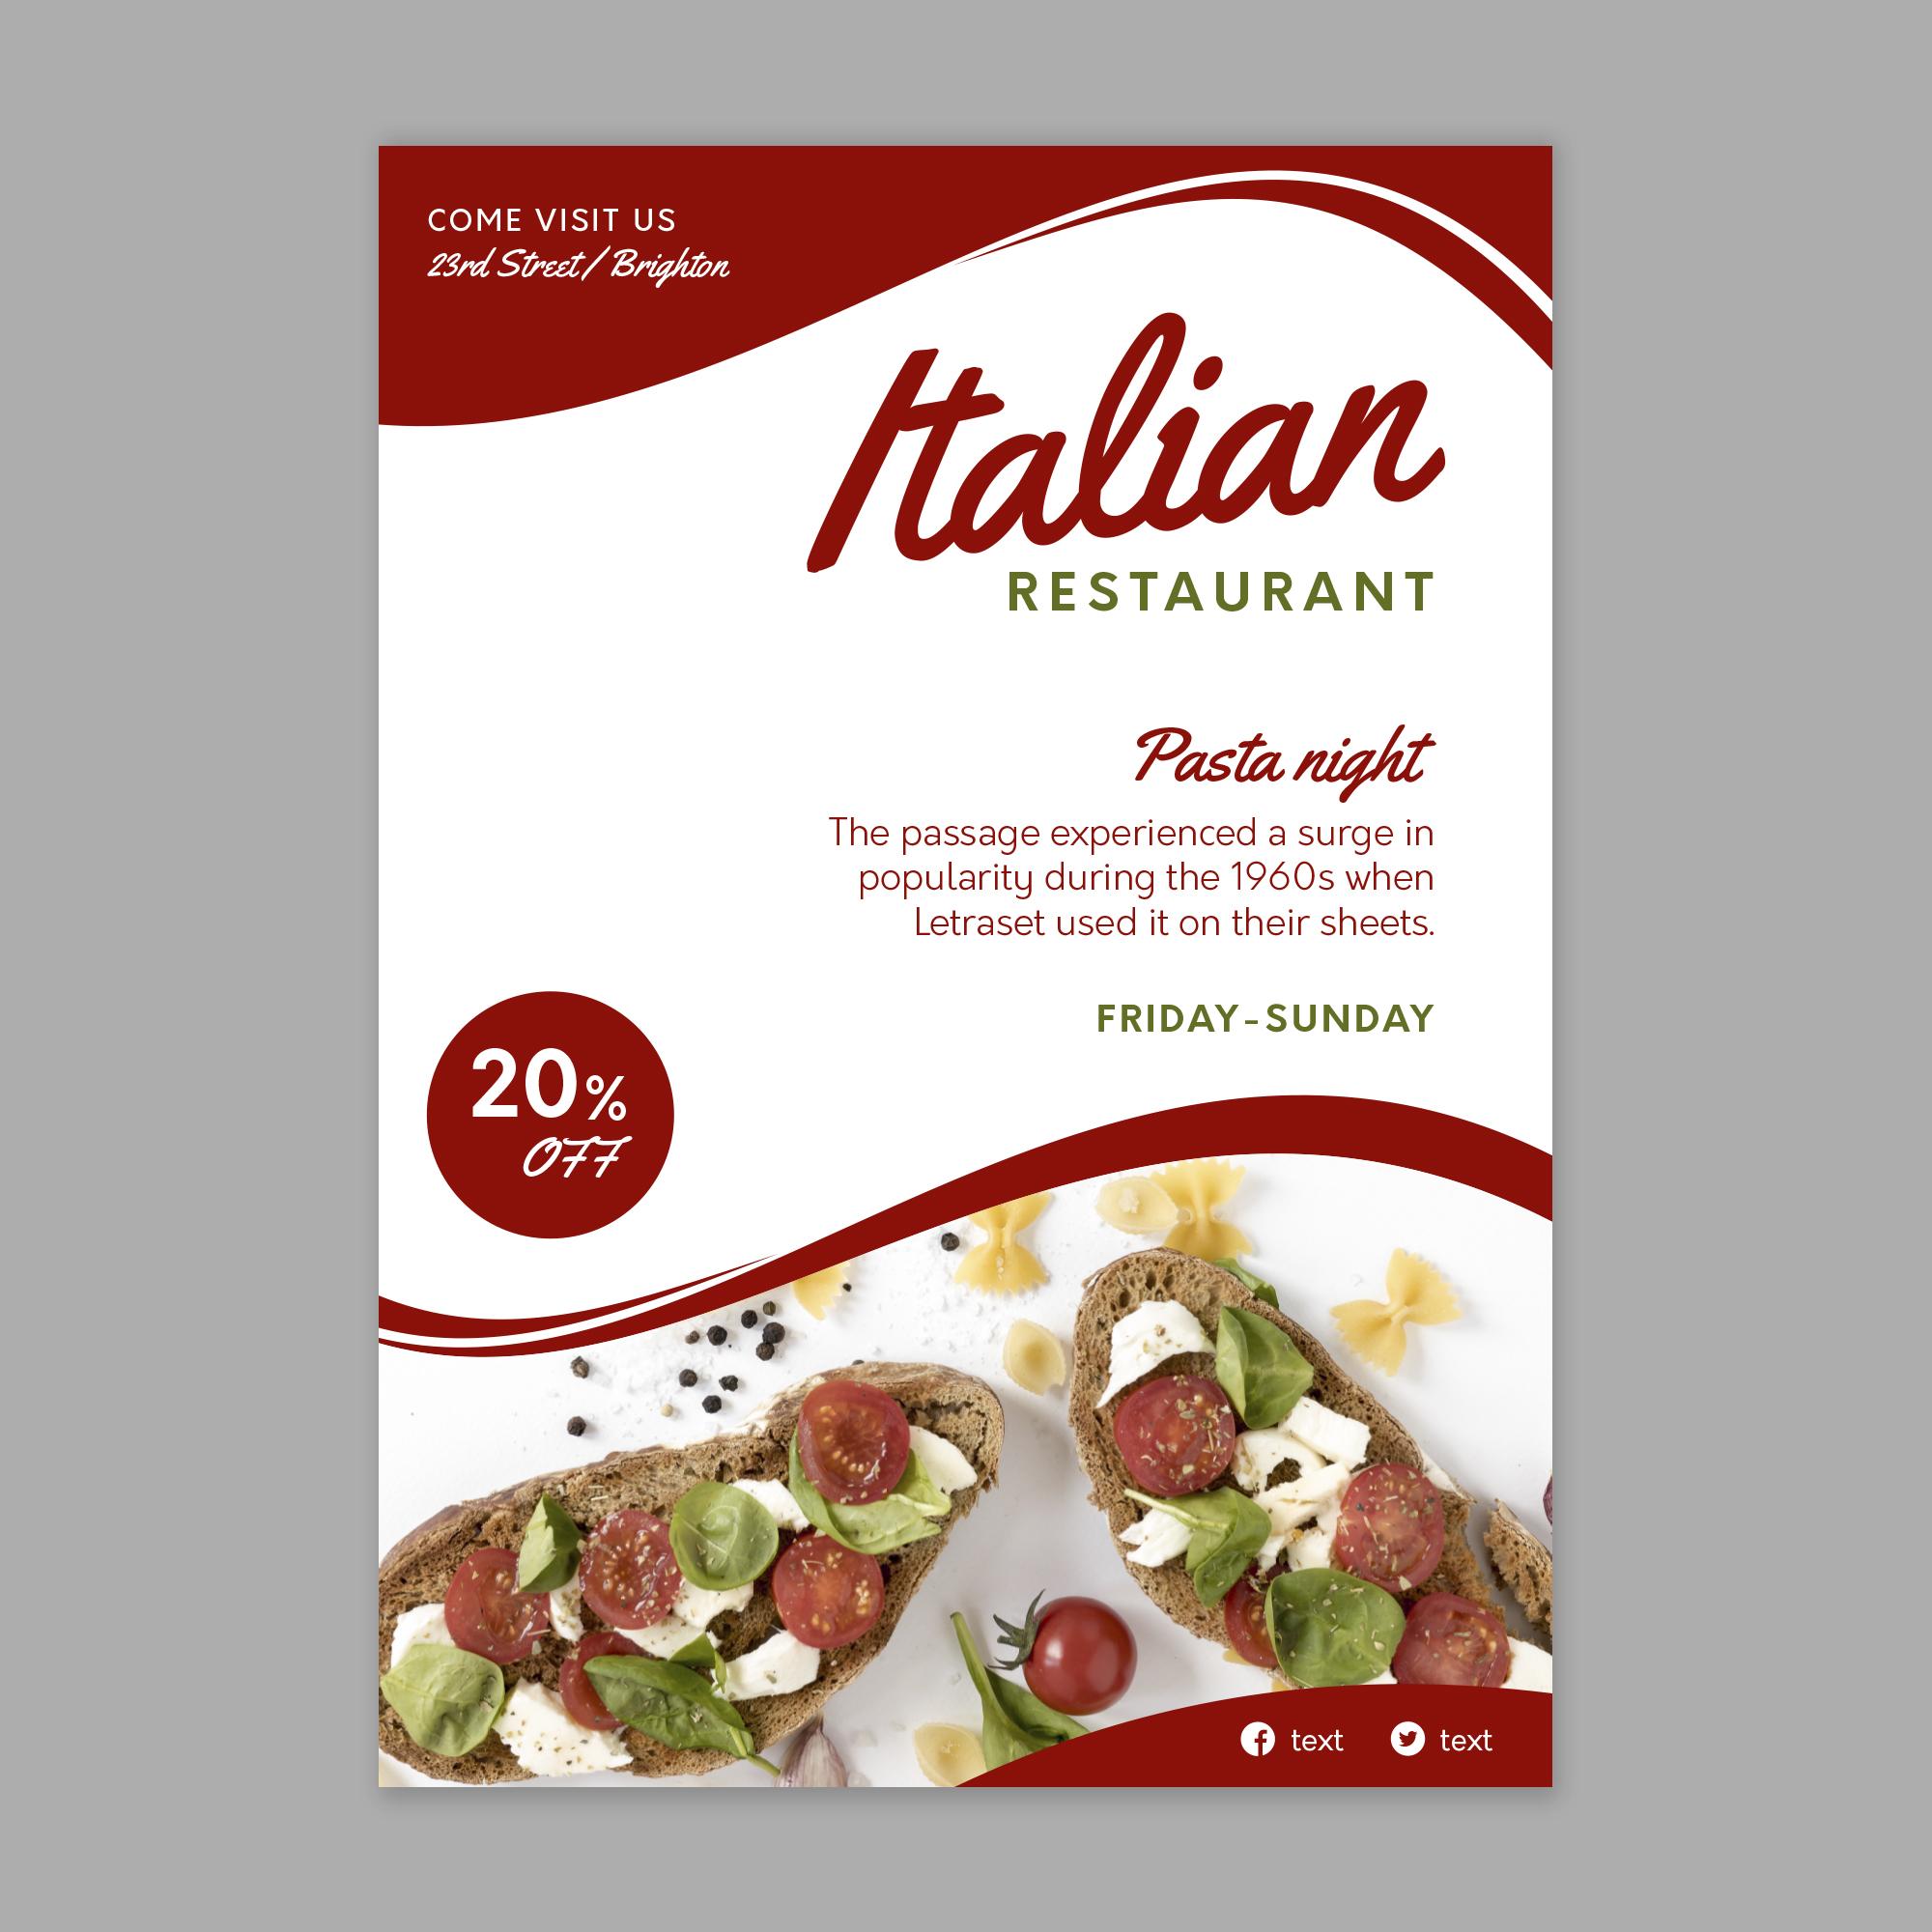 COME VISIT US
23rd Street/ Brighton
Italian
RESTAURANT
Pasta night
The passage experienced a surge in
popularity during the 1960s when
Letraset used it on their sheets.
FRIDAY-SUNDAY
20%
OFF
text
text